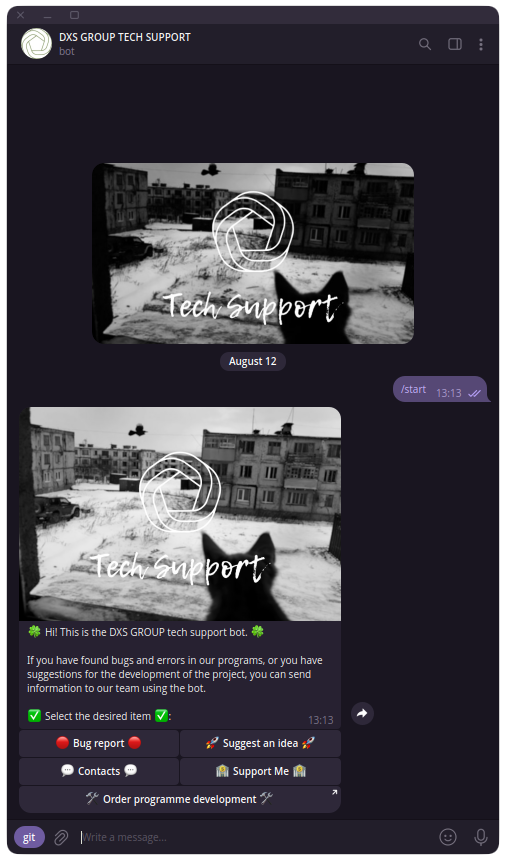 DXS GROUP TECH SUPPORT
bot
Tech Support
August 12
/start 13:13
Tech Support
🍀 Hi! This is the DXS GROUP tech support bot. 🍀
If you have found bugs and errors in our programs, or you have
suggestions for the development of the project, you can send
information to our team using the bot.
✅ Select the desired item ✅:
13:13
🔴 Bug report 🔴
🚀 Suggest an idea 🚀
💬 Contacts 💬
🏤 Support Me 🏤
🛠 Order programme development 🛠
git
Write a message...